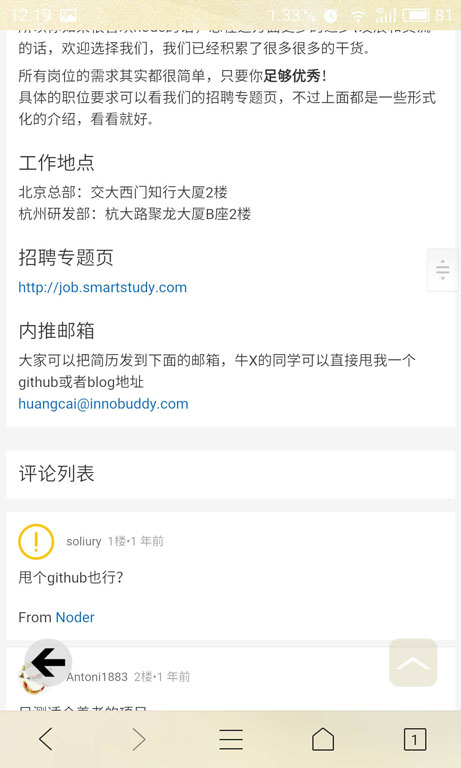 12:19
1.33 % 81
的话，欢迎选择我们，我们已经积累了很多很多的干货。
所有岗位的需求其实都很简单，只要你足够优秀！
具体的职位要求可以看我们的招聘专题页，不过上面都是一些形式
化的介绍，看看就好。
工作地点
北京总部：交大西门知行大厦2楼
杭州研发部：杭大路聚龙大厦B座2楼
招聘专题页
http://job.smartstudy.com
内推邮箱
大家可以把简历发到下面的邮箱，牛X的同学可以直接甩我一个
github或者blog地址
huangcai@innobuddy.com
评论列表
soliury 1楼•1 年前
甩个github也行？
From Noder
Antoni1883 2楼•1 年前
1